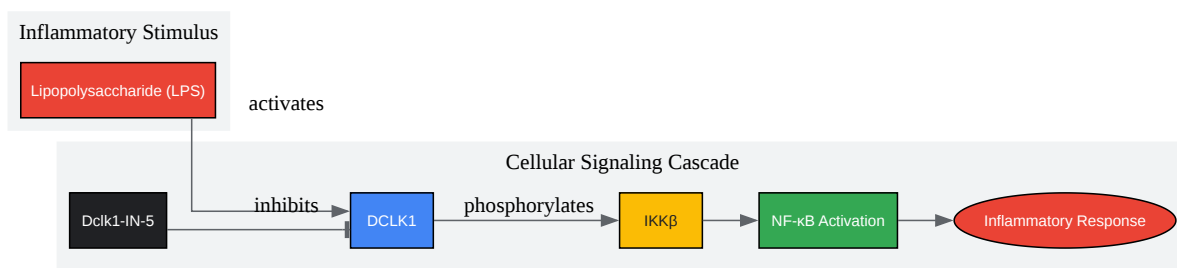 Inflammatory Stimulus
Lipopolysaccharide (LPS)
activates
Cellular Signaling Cascade
Dclk1-IN-5
inhibits
DCLK1
phosphorylates
IKKβ
NF-κB Activation
Inflammatory Response